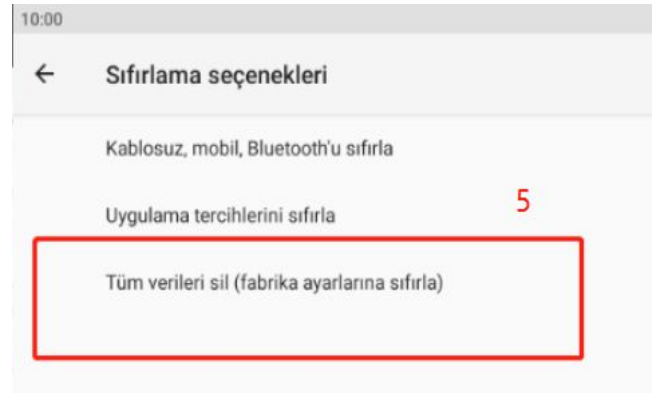 10:00
← Sıfırlama seçenekleri
Kablosuz, mobil, Bluetooth'u sıfırla
5
Uygulama tercihlerini sıfırla
Tüm verileri sil (fabrika ayarlarına sıfırla)